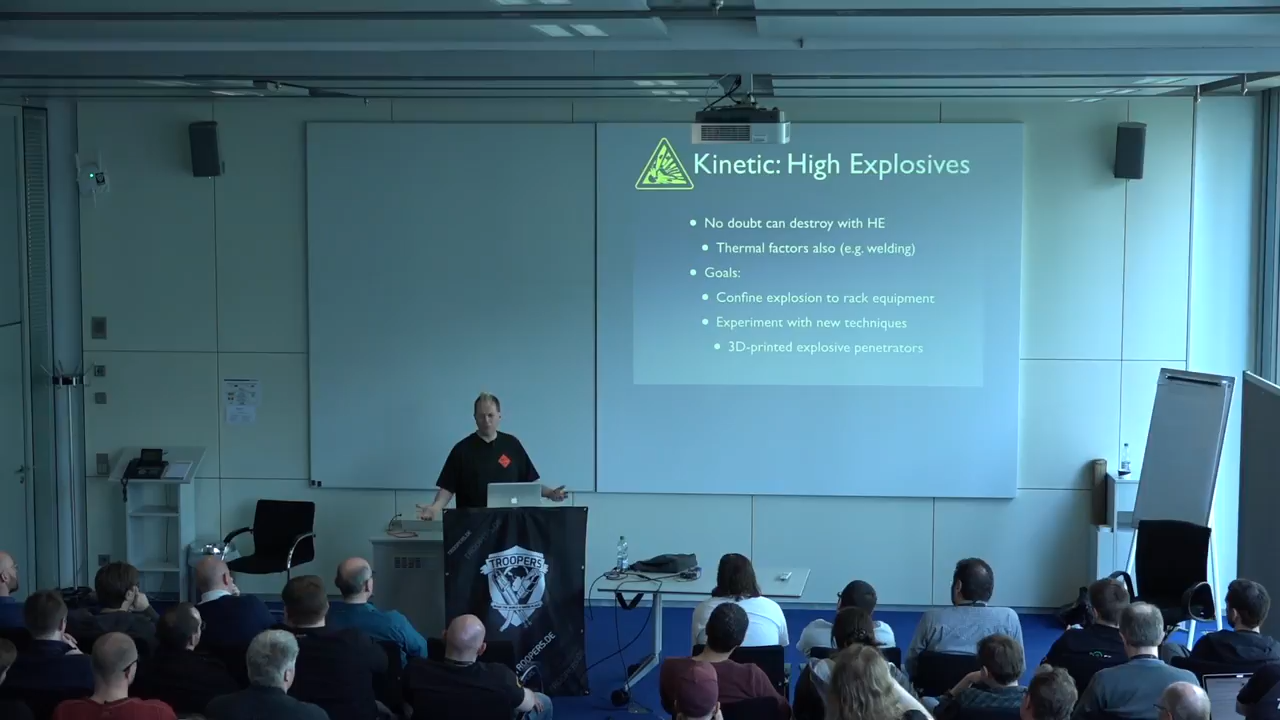 Kinetic: High Explosives
No doubt can destroy with HE
Thermal factors also (e.g. welding)
Goals:
Confine explosion to rack equipment
Experiment with new techniques
3D-printed explosive penetrators
TROOPERS
ROOPERS.DE